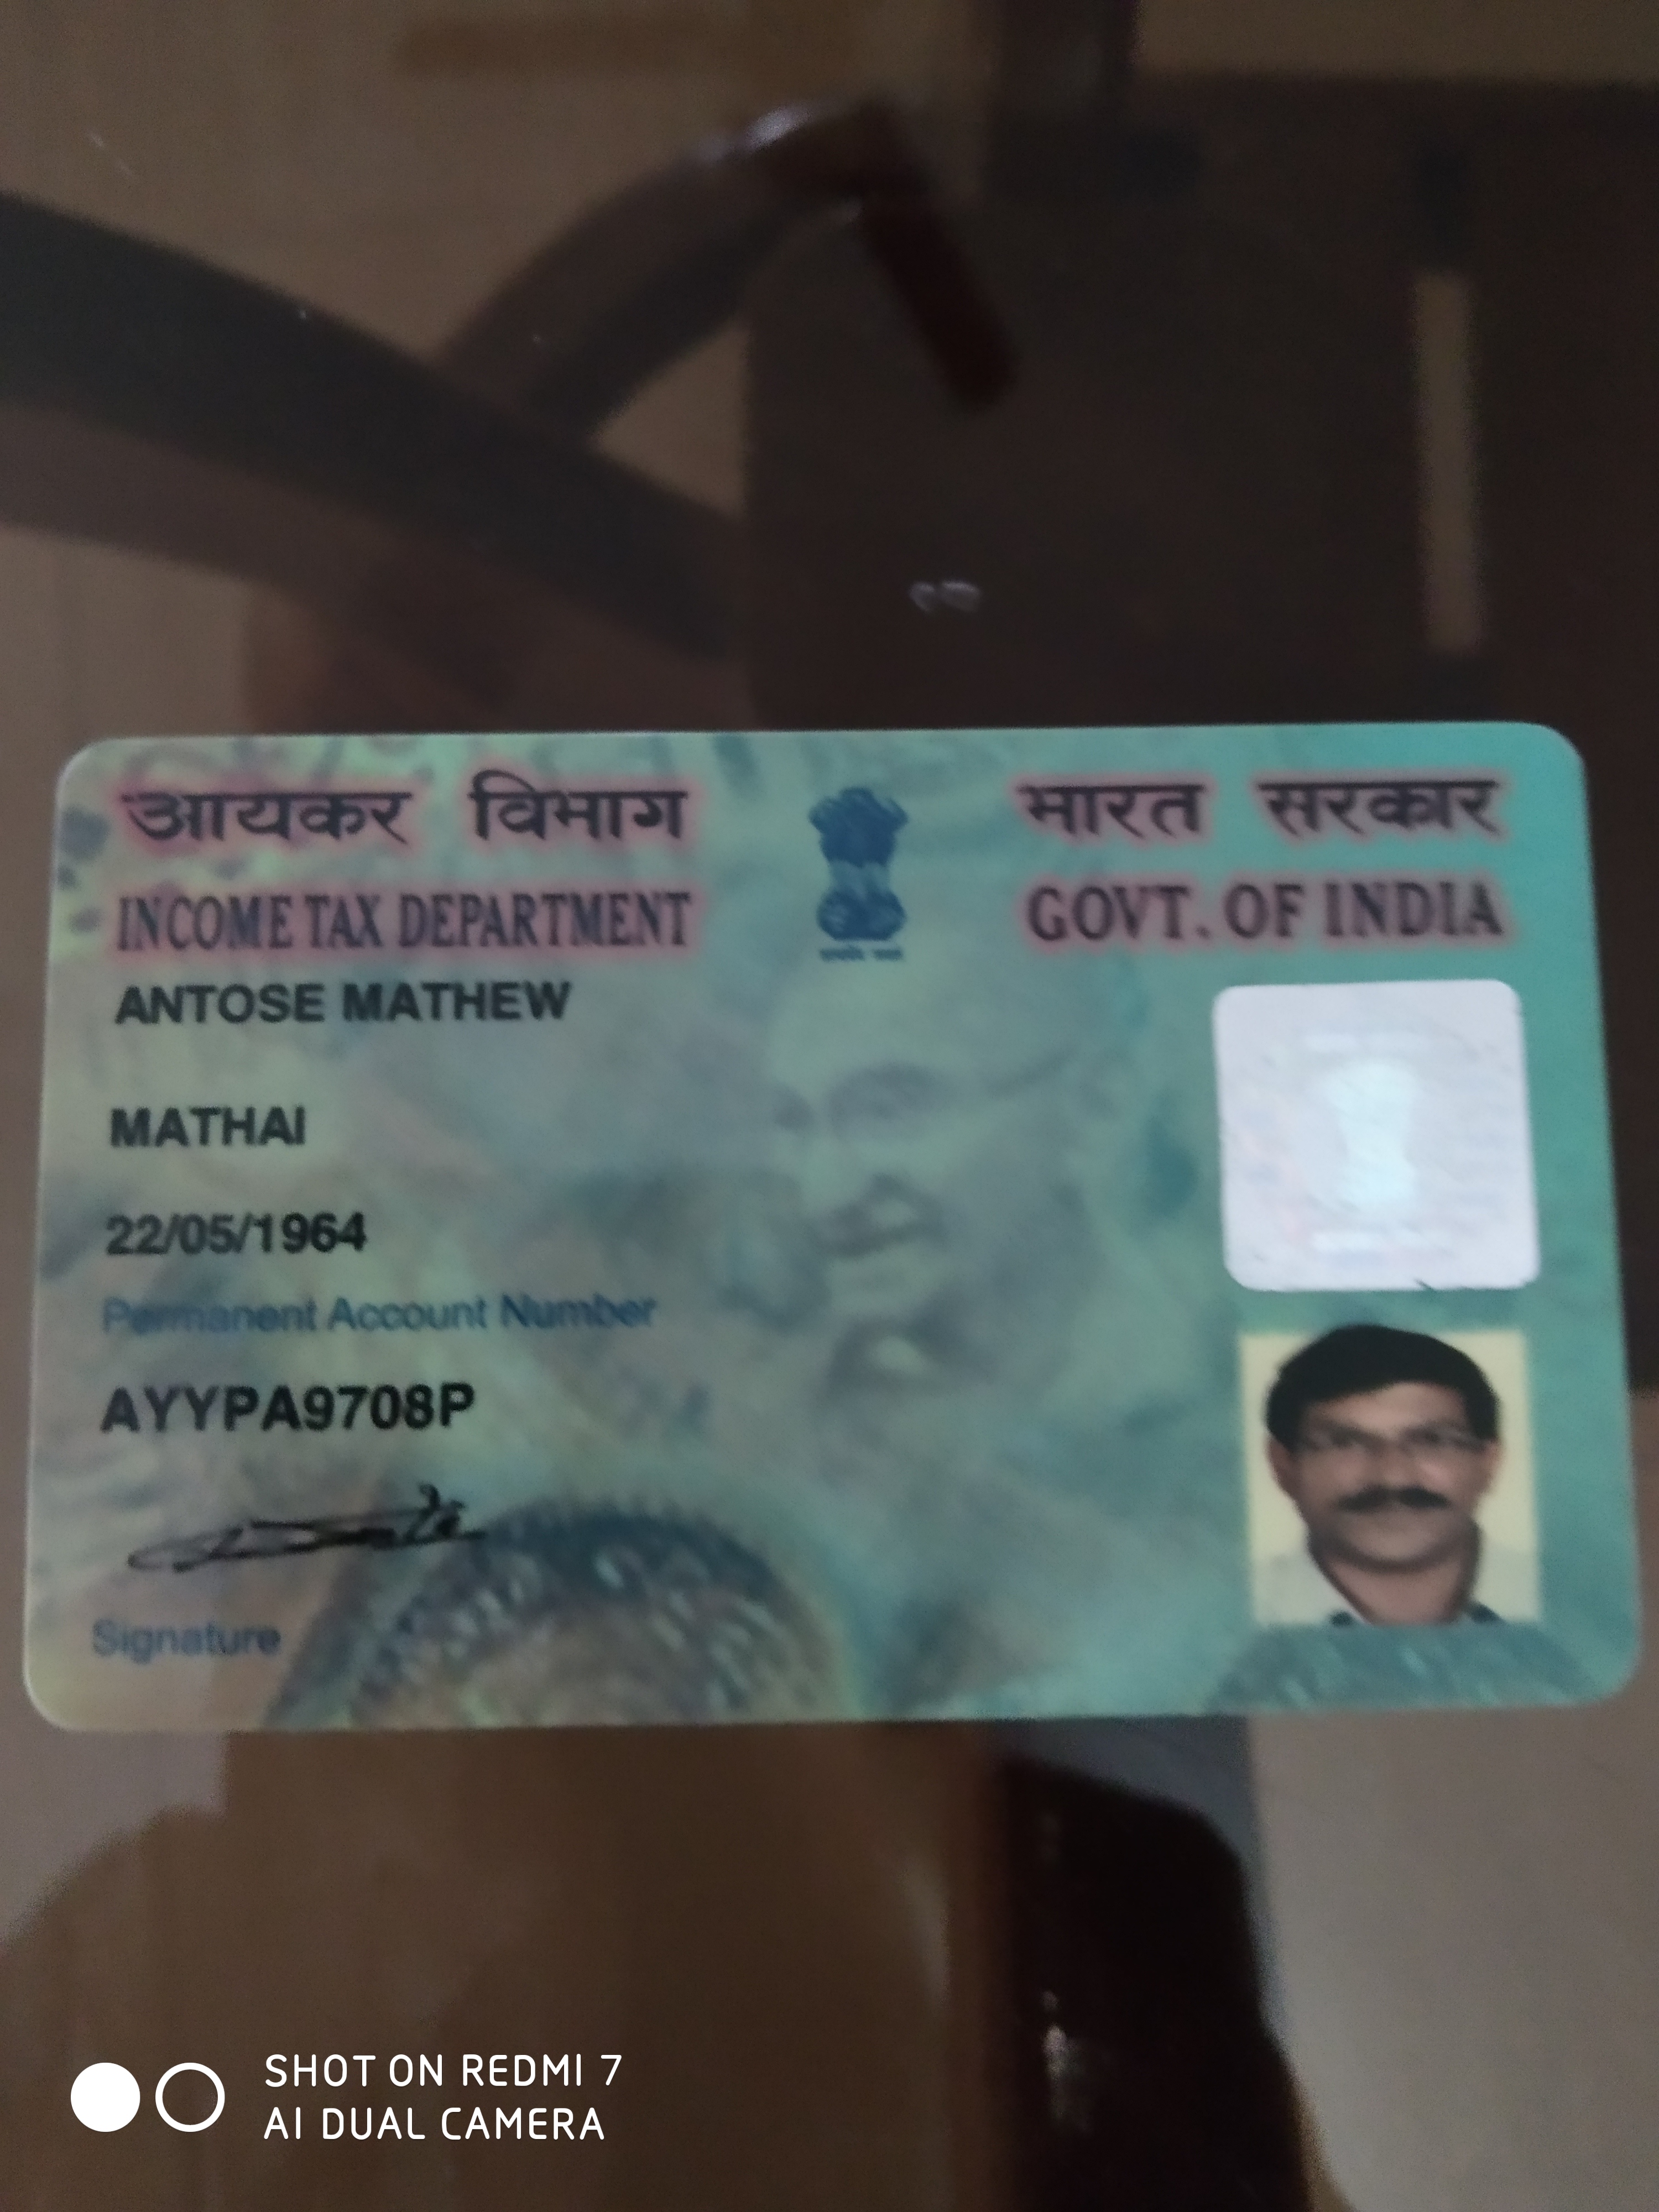 आयकर विभाग
INCOME TAX DEPARTMENT
भारत सरकार
GOVT. OF INDIA
ANTOSE MATHEW
MATHAI
22/05/1964
Permanent Account Number
AYYPA9708P
Signature
SHOT ON REDMI 7
AI DUAL CAMERA